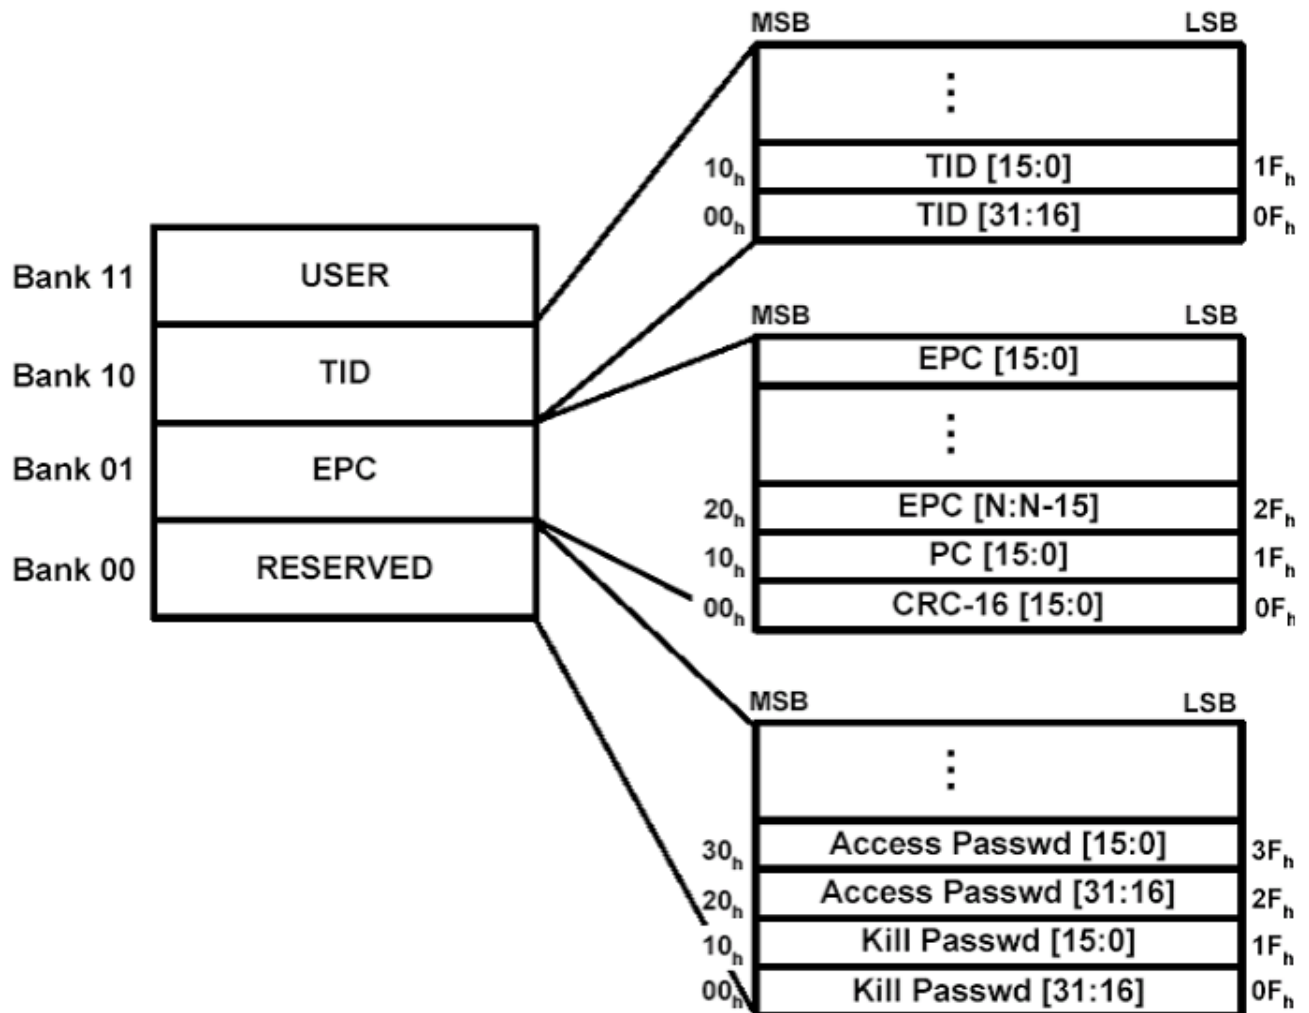 MSB LSB
10h TID [15:0] 1Fh
00h TID [31:16] 0Fh
Bank 11 USER
Bank 10 TID
Bank 01 EPC
Bank 00 RESERVED
MSB LSB
EPC [15:0]
20h EPC [N:N-15] 2Fh
10h PC [15:0] 1Fh
00h CRC-16 [15:0] 0Fh
MSB LSB
30h Access Passwd [15:0] 3Fh
20h Access Passwd [31:16] 2Fh
10h Kill Passwd [15:0] 1Fh
00h Kill Passwd [31:16] 0Fh